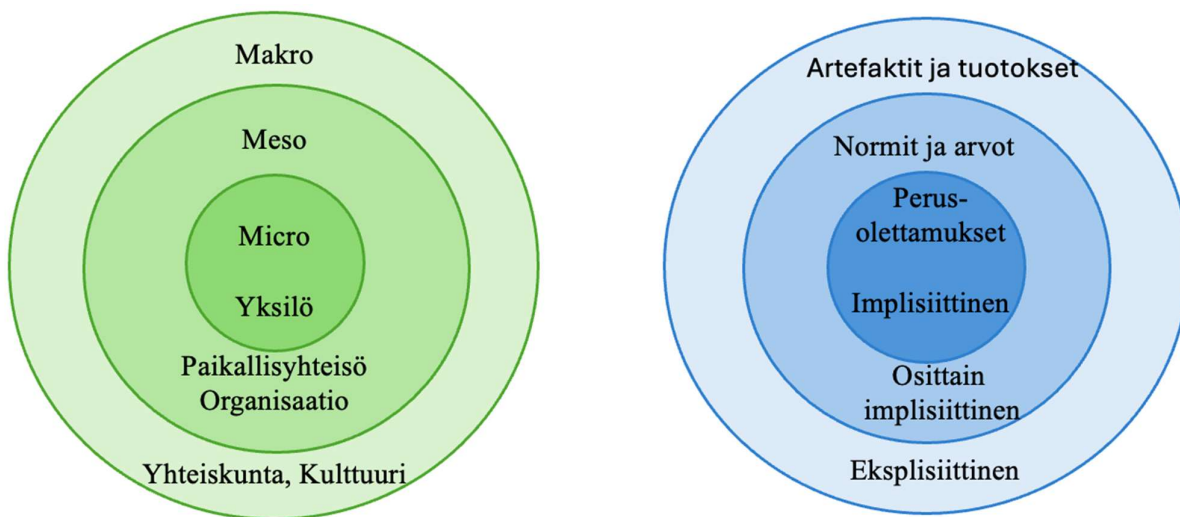 Makro
Meso
Micro
Yksilö
Paikallisyhteisö
Organisaatio
Yhteiskunta, Kulttuuri
Artefaktit ja tuotokset
Normit ja arvot
Perus-
olettamukset
Implisiittinen
Osittain
implisiittinen
Eksplisiittinen